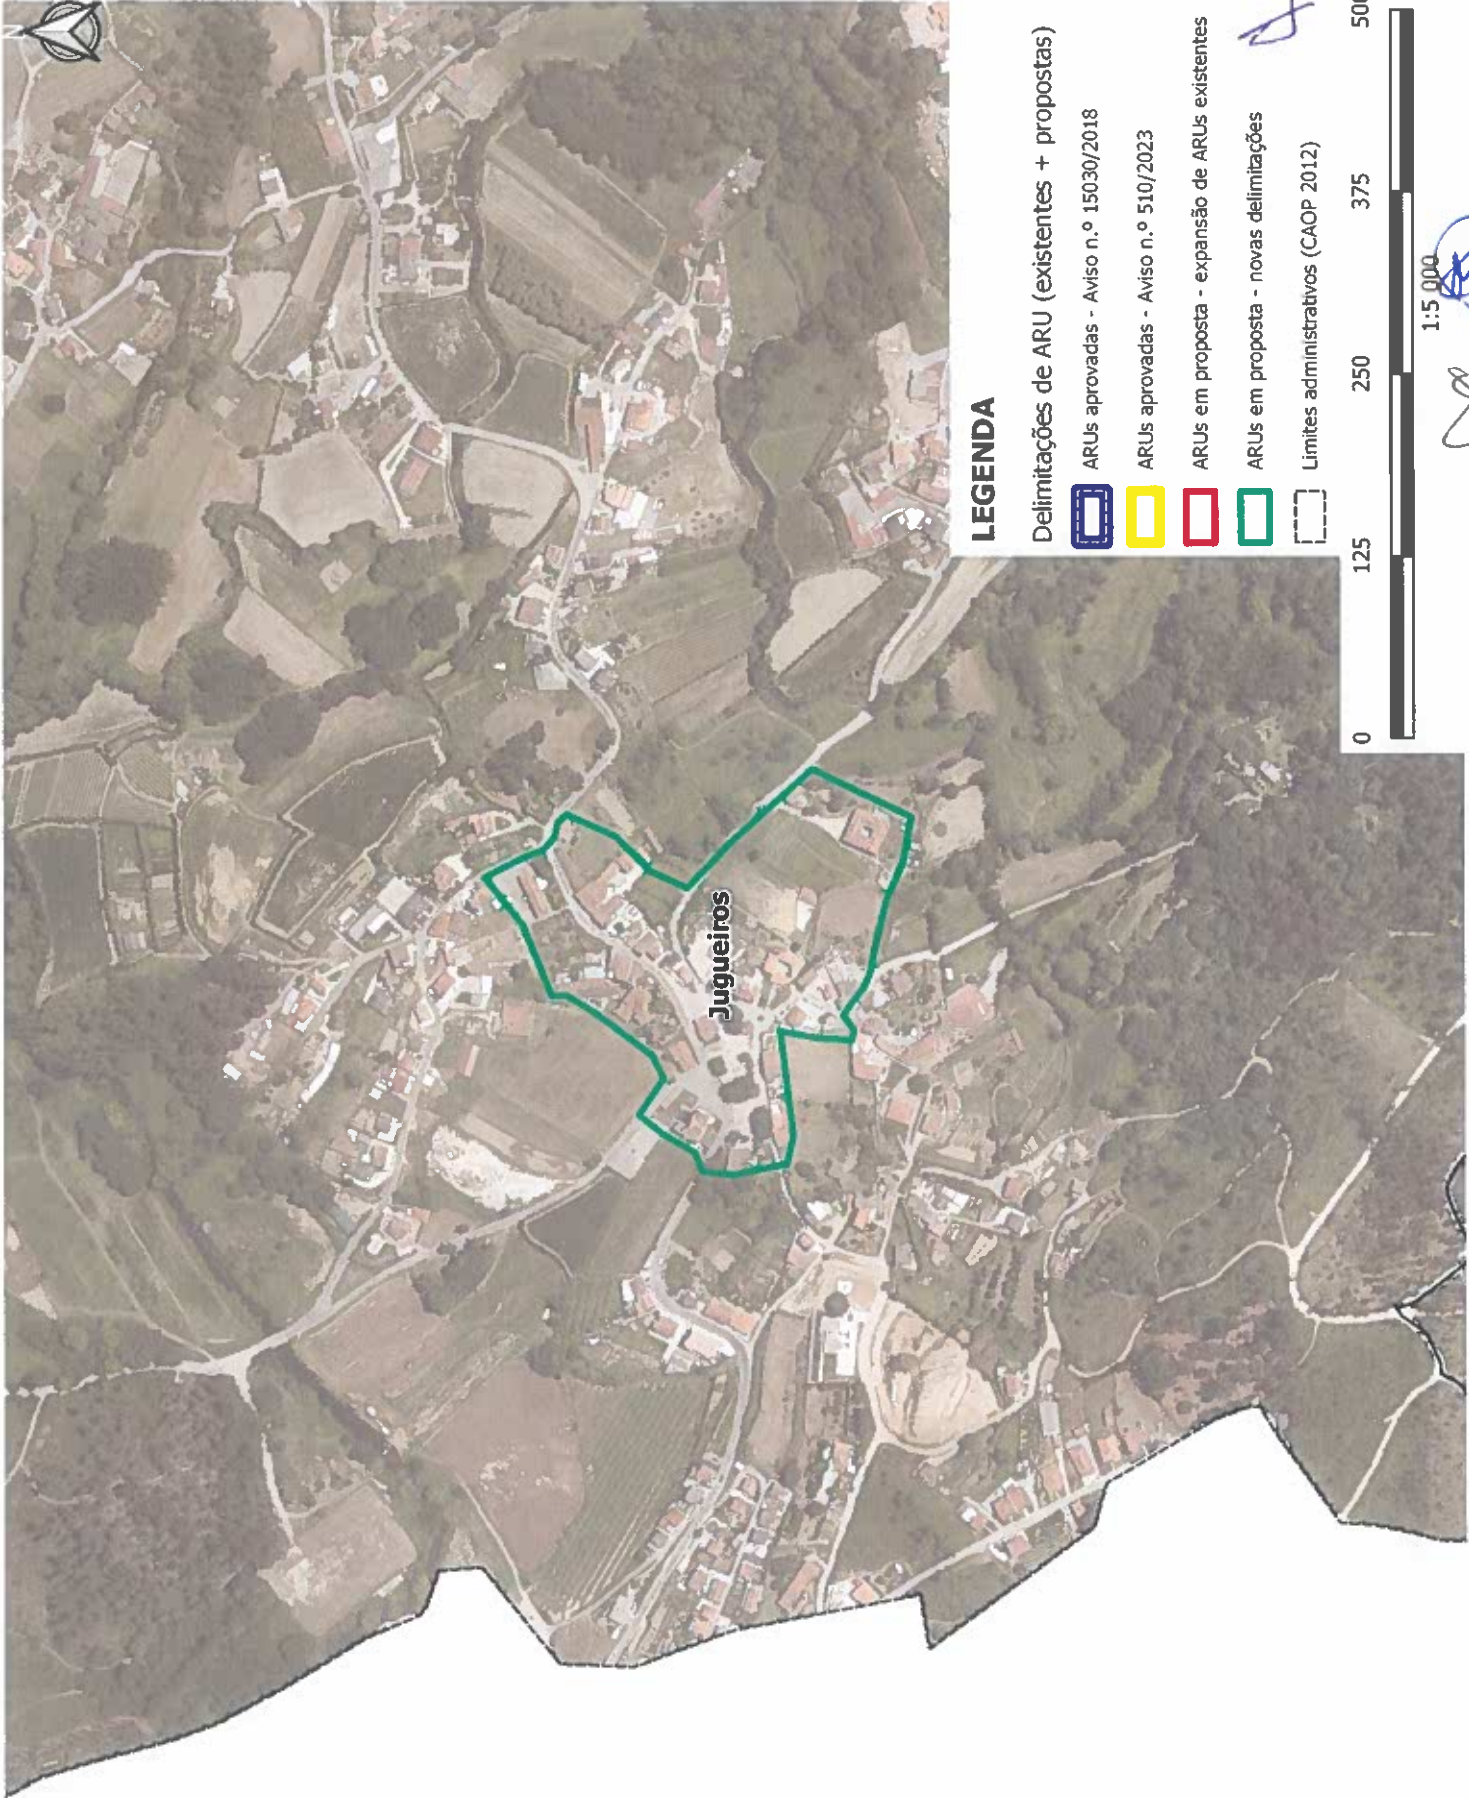 Jugueiros
LEGENDA
Delimitações de ARU (existentes + propostas)
ARUs aprovadas - Aviso n.º 15030/2018
ARUs aprovadas - Aviso n.º 510/2023
ARUs em proposta - expansão de ARUs existentes
ARUs em proposta - novas delimitações
Limites administrativos (CAOP 2012)
0 125 250 375 500
1:5 000